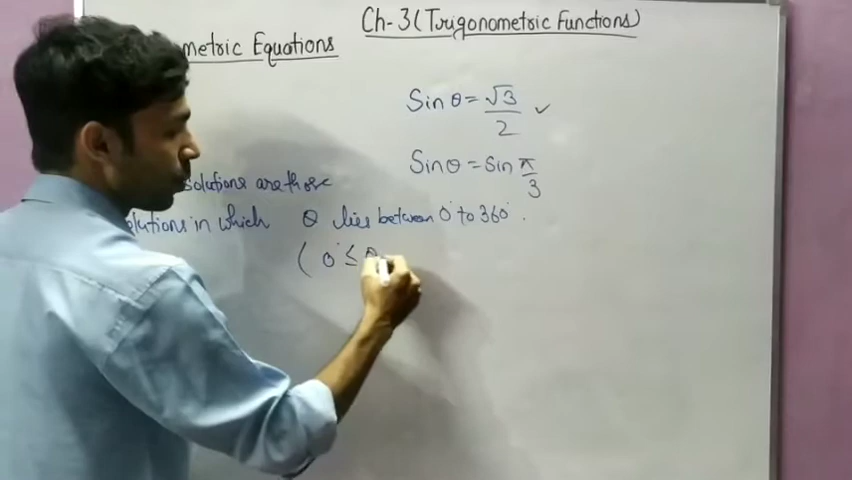 Ch-3 (Trigonometric Functions)
metric Equations
Sin θ = √3/2 ✓
Sin θ = Sin π/3
solutions are those
lutions in which θ lies between 0° to 360°.
( 0° ≤ θ